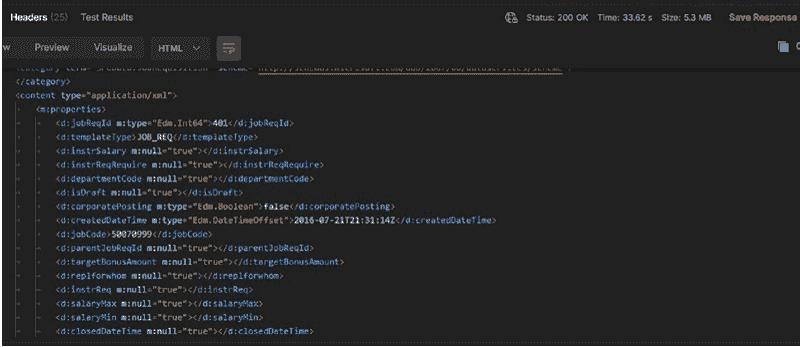 Headers (25) Test Results
Status: 200 OK Time: 33.62 s Size: 5.3 MB Save Response
Preview Visualize HTML
</category>
<content type="application/xml">
<m:properties>
<d:jobReqId m:type="Edm.Int64">401</d:jobReqId>
<d:templateType>JOB_REQ</d:templateType>
<d:instrSalary m:null="true"></d:instrSalary>
<d:instrReqRequire m:null="true"></d:instrReqRequire>
<d:departmentCode m:null="true"></d:departmentCode>
<d:isDraft m:null="true"></d:isDraft>
<d:corporatePosting m:type="Edm.Boolean">false</d:corporatePosting>
<d:createdDateTime m:type="Edm.DateTimeOffset">2016-07-21T21:31:14Z</d:createdDateTime>
<d:jobCode>50070999</d:jobCode>
<d:parentJobReqId m:null="true"></d:parentJobReqId>
<d:targetBonusAmount m:null="true"></d:targetBonusAmount>
<d:replforwhom m:null="true"></d:replforwhom>
<d:instrReq m:null="true"></d:instrReq>
<d:salaryMax m:null="true"></d:salaryMax>
<d:salaryMin m:null="true"></d:salaryMin>
<d:closedDateTime m:null="true"></d:closedDateTime>